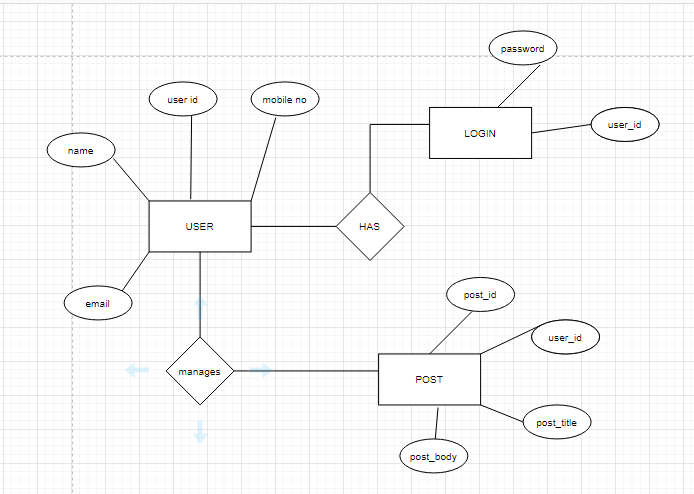 password
user id
mobile no
LOGIN
user_id
name
USER
HAS
post_id
email
user_id
manages
POST
post_title
post_body